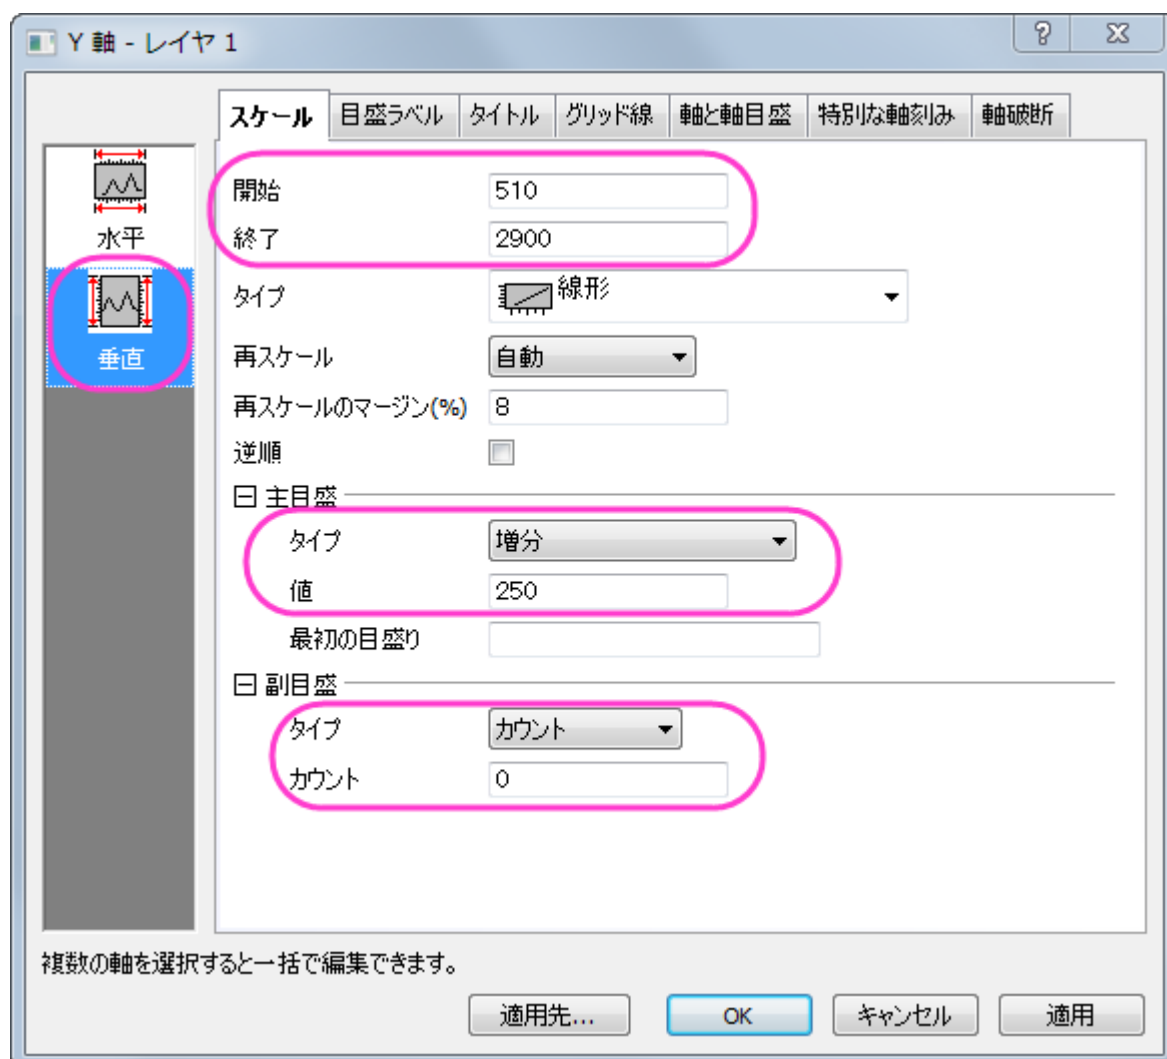 Y 軸 - レイヤ 1
スケール 目盛ラベル タイトル グリッド線 軸と軸目盛 特別な軸刻み 軸破断
水平
垂直
開始 510
終了 2900
タイプ 線形
再スケール 自動
再スケールのマージン(%) 8
逆順
主目盛
タイプ 増分
値 250
最初の目盛り
副目盛
タイプ カウント
カウント 0
複数の軸を選択すると一括で編集できます。
適用先... OK キャンセル 適用